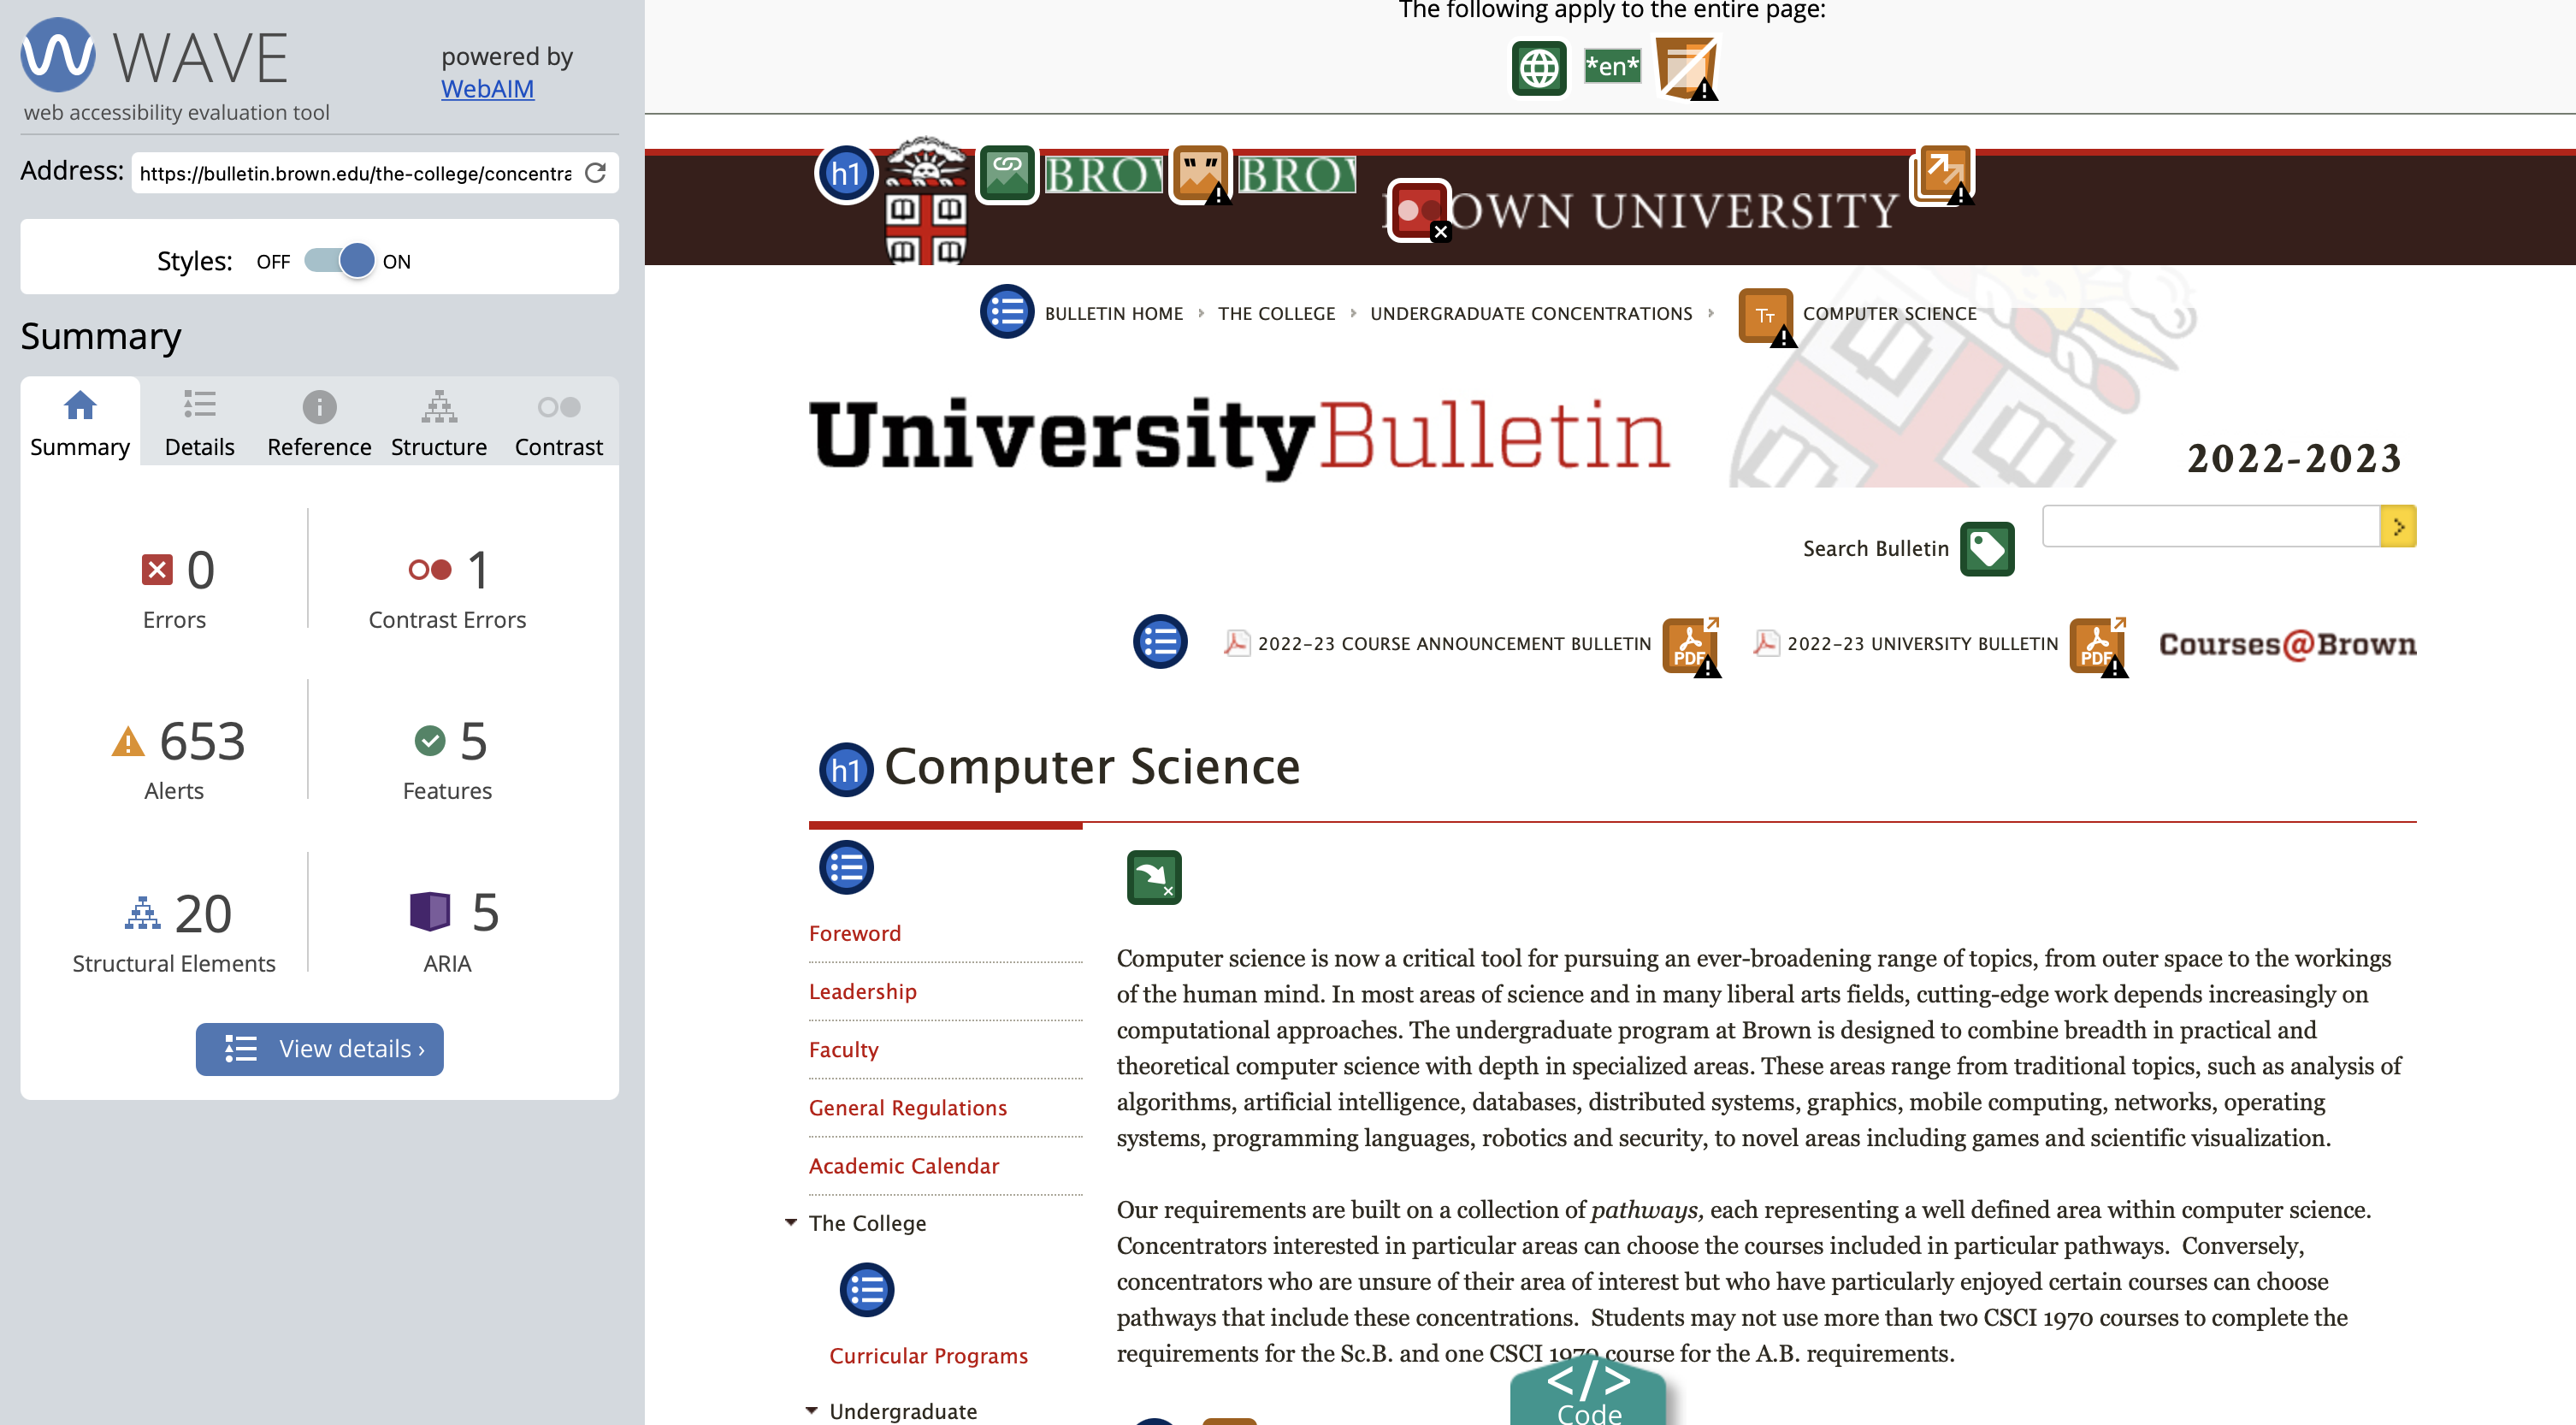 WAVE
powered by
WebAIM
web accessibility evaluation tool
Address: https://bulletin.brown.edu/the-college/concentra
Styles: OFF ON
Summary
Summary Details Reference Structure Contrast
0 Errors
1 Contrast Errors
653 Alerts
5 Features
20 Structural Elements
5 ARIA
View details ›
The following apply to the entire page:
*en*
h1 BROW BROW OWN UNIVERSITY
BULLETIN HOME THE COLLEGE UNDERGRADUATE CONCENTRATIONS Tт COMPUTER SCIENCE
UniversityBulletin
2022-2023
Search Bulletin
2022-23 COURSE ANNOUNCEMENT BULLETIN PDF 2022-23 UNIVERSITY BULLETIN PDF Courses@Brown
h1 Computer Science
Foreword
Leadership
Faculty
General Regulations
Academic Calendar
The College
Curricular Programs
Undergraduate
Computer science is now a critical tool for pursuing an ever-broadening range of topics, from outer space to the workings
of the human mind. In most areas of science and in many liberal arts fields, cutting-edge work depends increasingly on
computational approaches. The undergraduate program at Brown is designed to combine breadth in practical and
theoretical computer science with depth in specialized areas. These areas range from traditional topics, such as analysis of
algorithms, artificial intelligence, databases, distributed systems, graphics, mobile computing, networks, operating
systems, programming languages, robotics and security, to novel areas including games and scientific visualization.
Our requirements are built on a collection of pathways, each representing a well defined area within computer science.
Concentrators interested in particular areas can choose the courses included in particular pathways. Conversely,
concentrators who are unsure of their area of interest but who have particularly enjoyed certain courses can choose
pathways that include these concentrations. Students may not use more than two CSCI 1970 courses to complete the
requirements for the Sc.B. and one CSCI 1970 course for the A.B. requirements.
</> Code